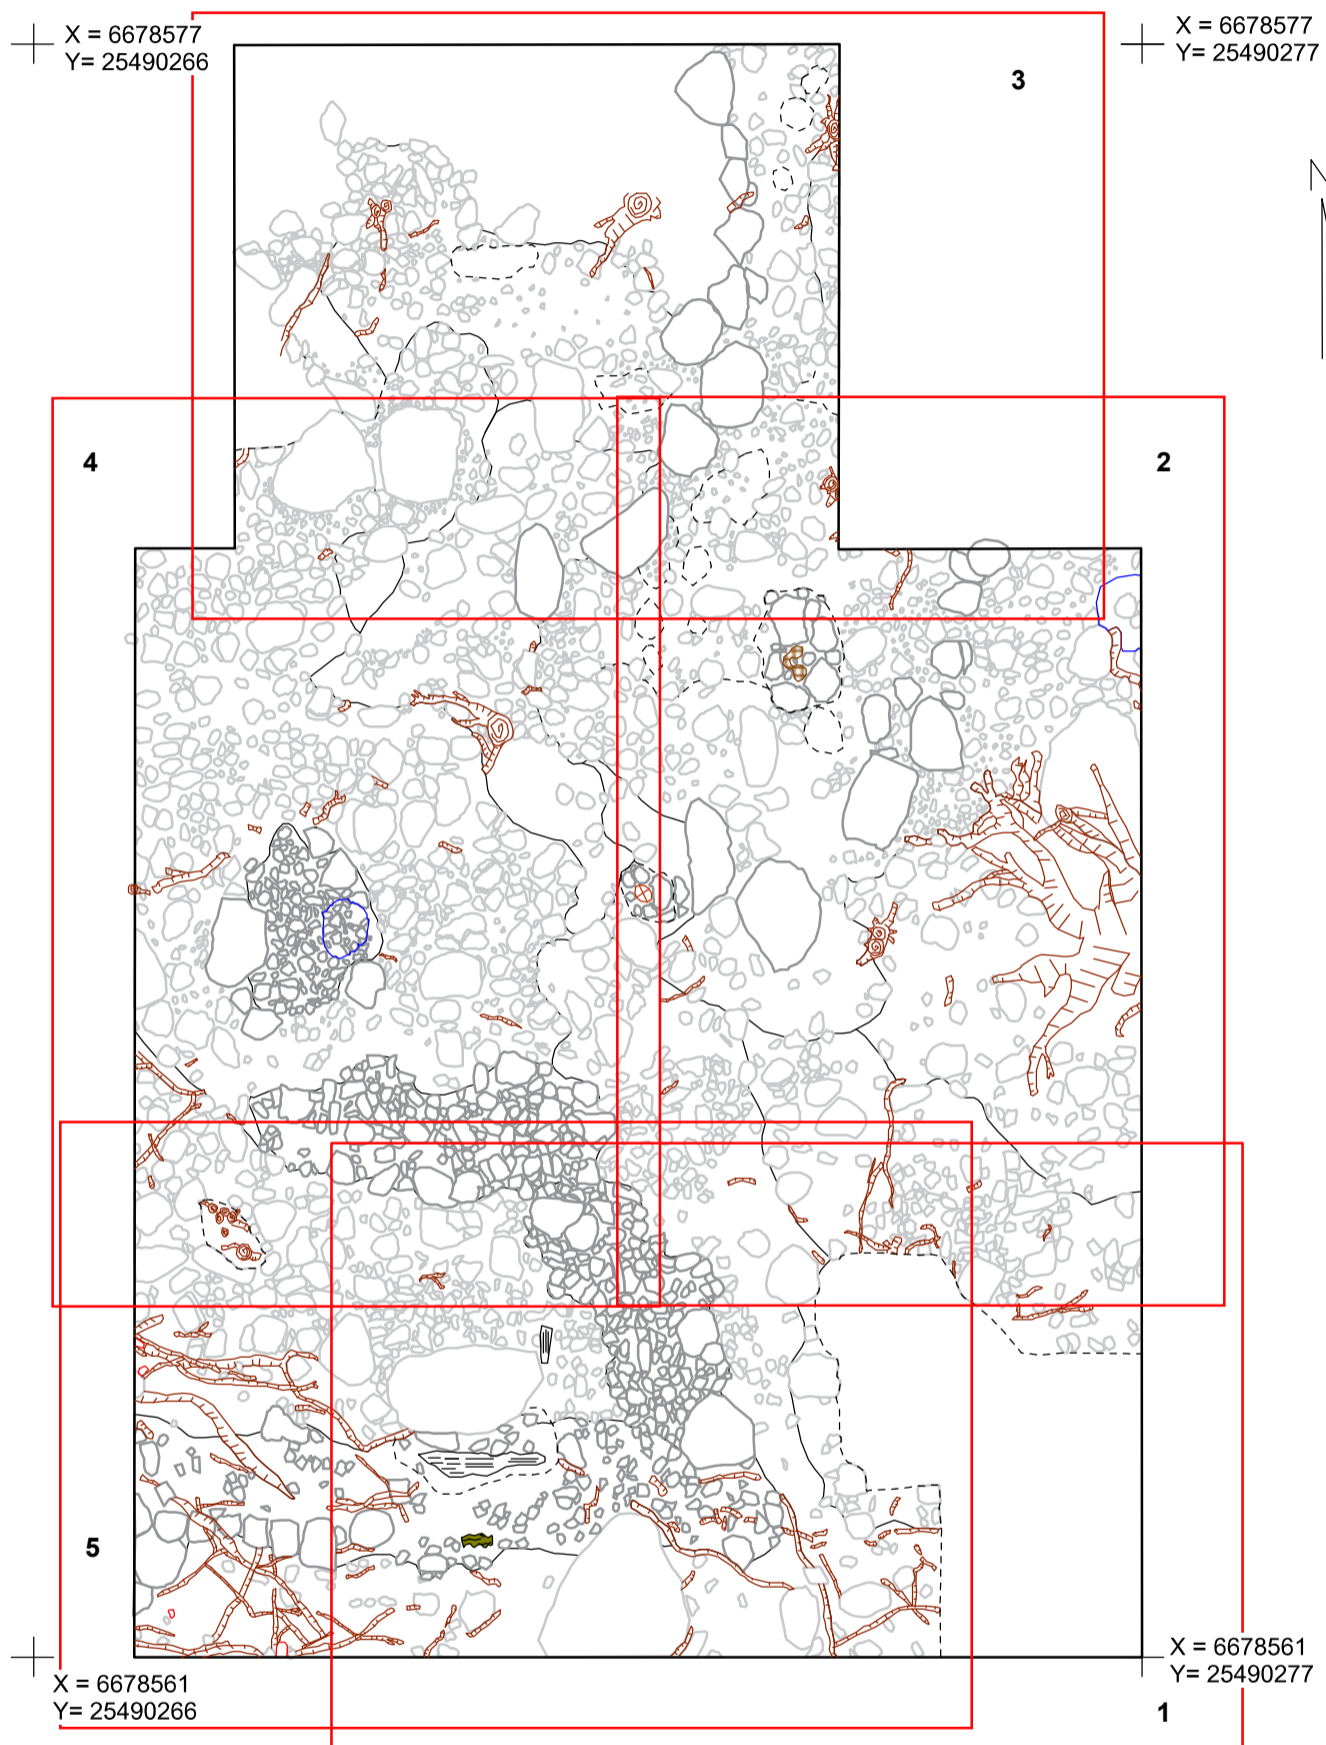 X = 6678577
Y= 25490266
X = 6678577
Y= 25490277
3
4
2
5
X = 6678561
Y= 25490266
X = 6678561
Y= 25490277
1